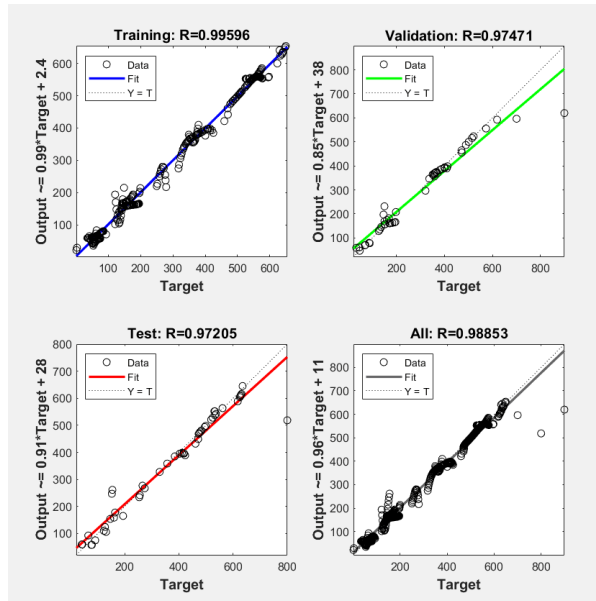 Training: R=0.99596
Output ~= 0.99*Target + 2.4
600
500
400
300
200
100
Data
Fit
Y = T
100 200 300 400 500 600
Target
Validation: R=0.97471
Output ~= 0.85*Target + 38
800
700
600
500
400
300
200
100
Data
Fit
Y = T
200 400 600 800
Target
Test: R=0.97205
Output ~= 0.91*Target + 28
800
700
600
500
400
300
200
100
Data
Fit
Y = T
200 400 600 800
Target
All: R=0.98853
Output ~= 0.96*Target + 11
800
700
600
500
400
300
200
100
Data
Fit
Y = T
200 400 600 800
Target